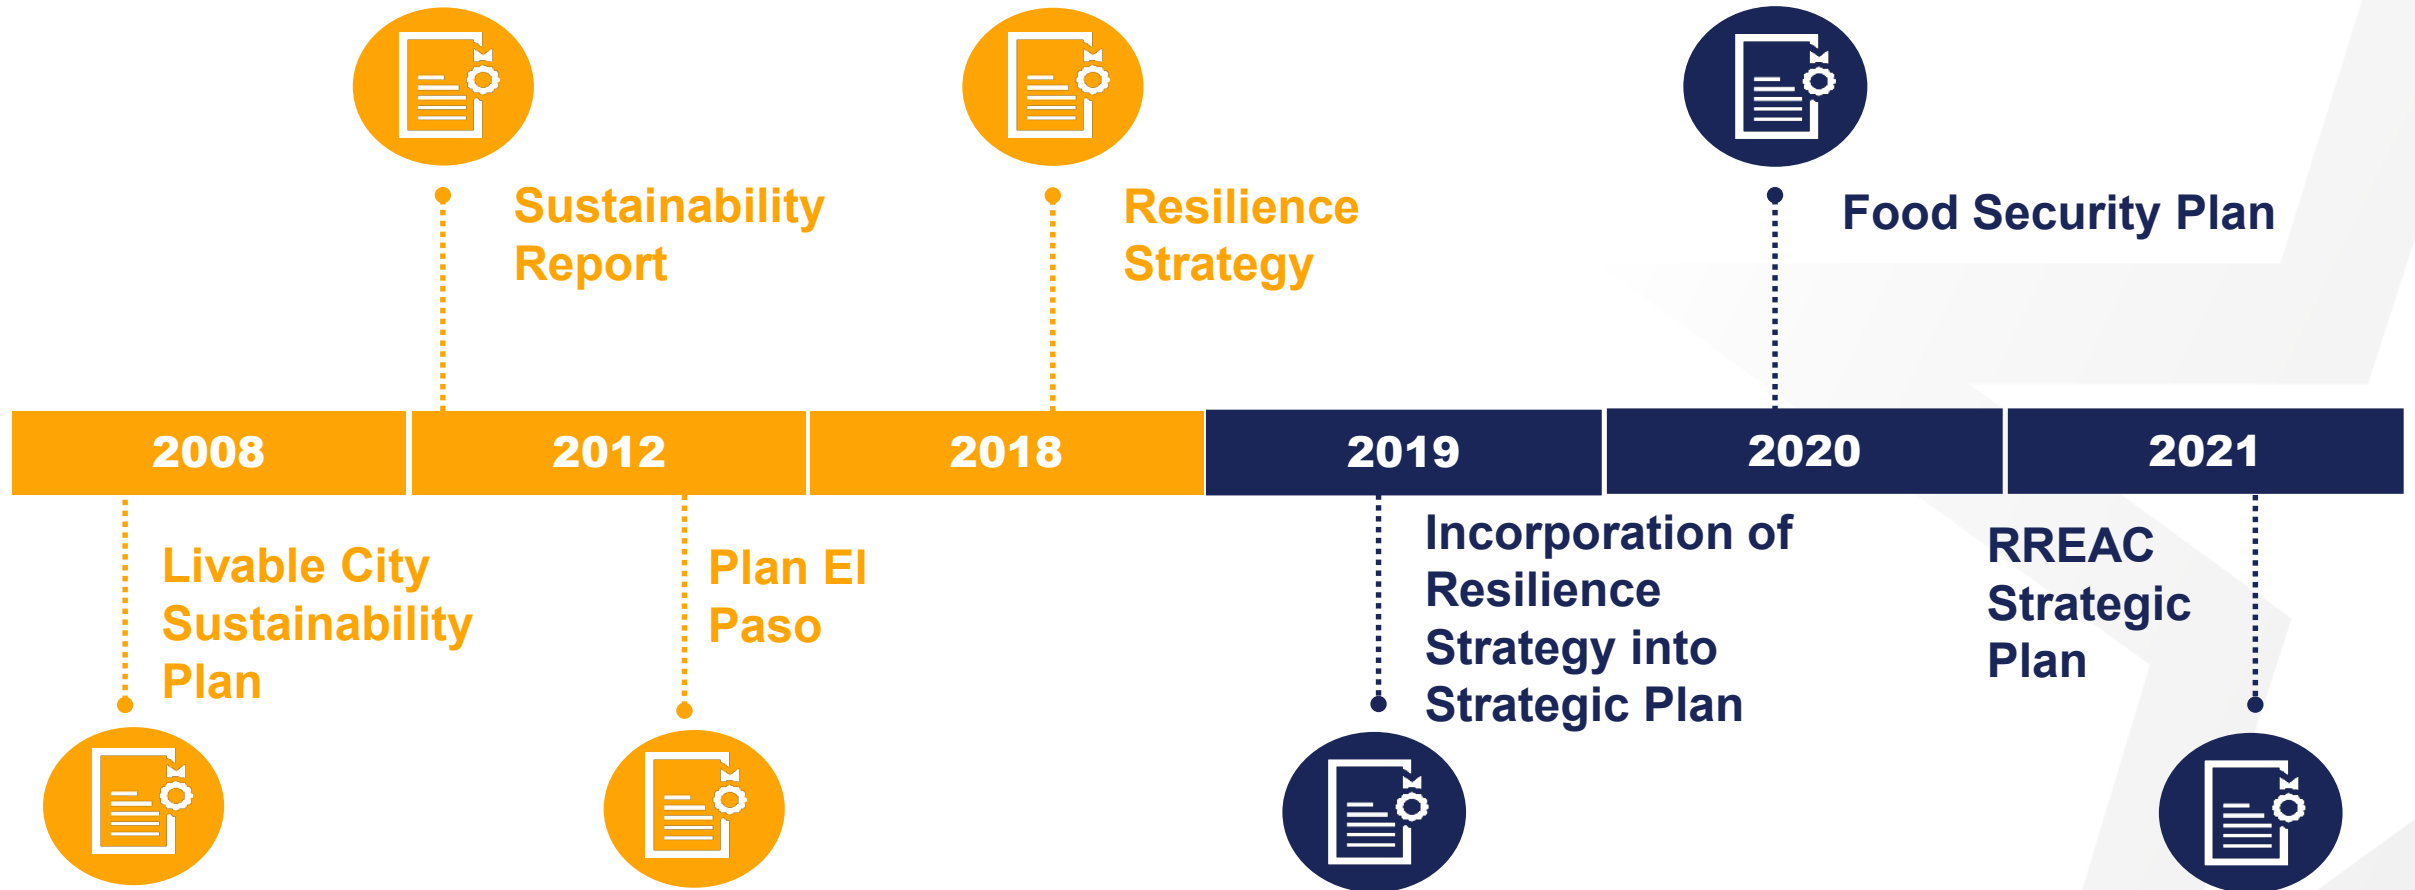 Sustainability
Report
Resilience
Strategy
Food Security Plan
2008
2012
2018
2019
2020
2021
Livable City
Sustainability
Plan
Plan El
Paso
Incorporation of
Resilience
Strategy into
Strategic Plan
RREAC
Strategic
Plan